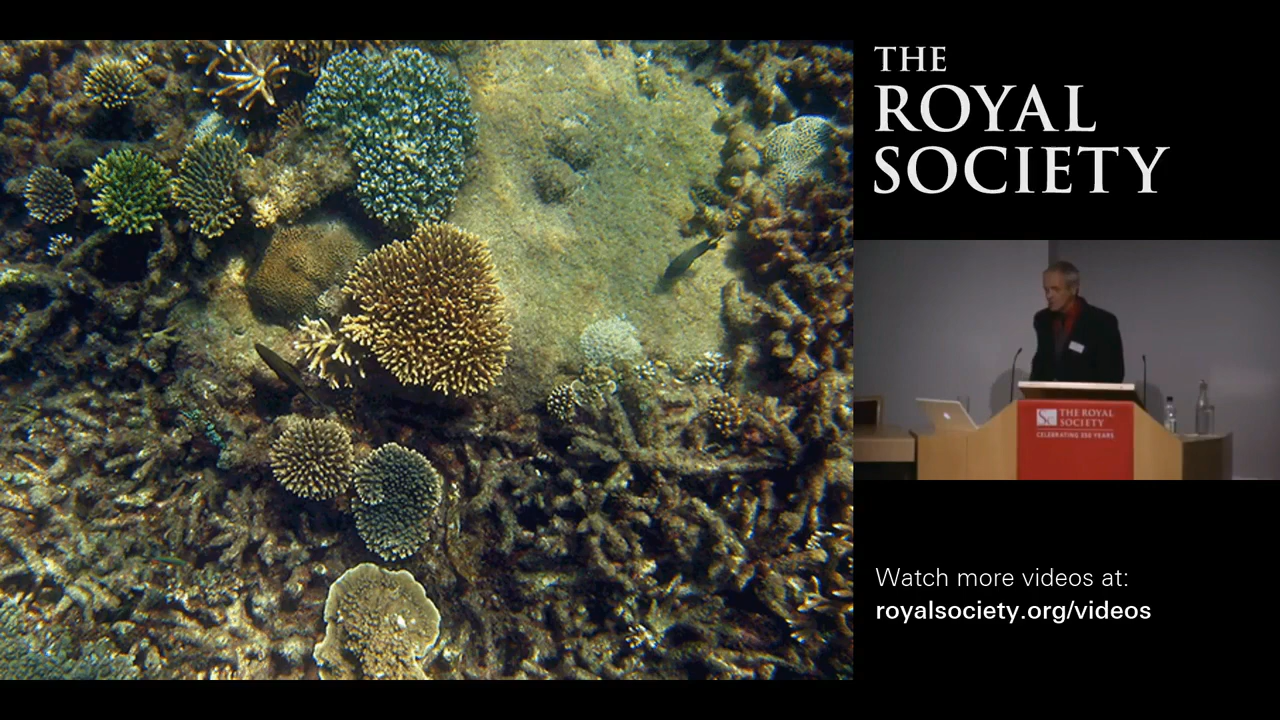 THE
ROYAL
SOCIETY
THE ROYAL
SOCIETY
CELEBRATING 350 YEARS
Watch more videos at:
royalsociety.org/videos